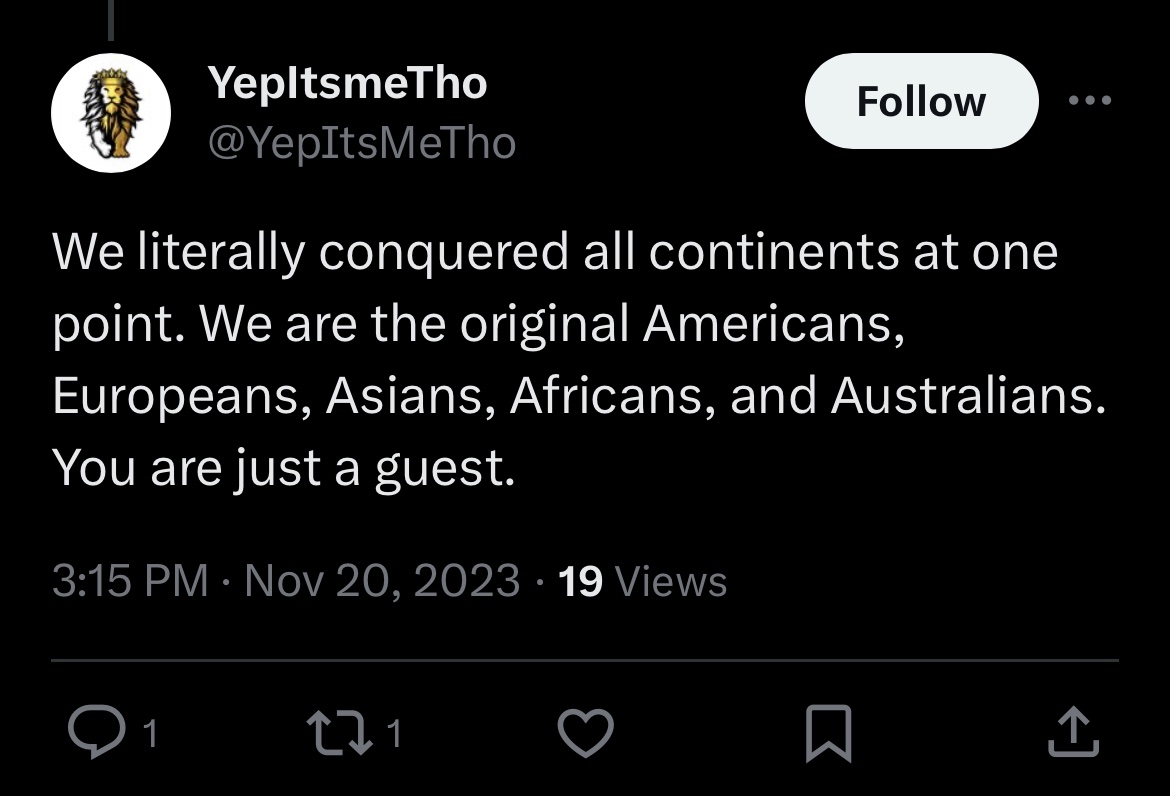 YepItsmeTho
Follow
@YepItsMeTho
We literally conquered all continents at one
point. We are the original Americans,
Europeans, Asians, Africans, and Australians.
You are just a guest.
3:15 PM · Nov 20, 2023 · 19 Views
1 1